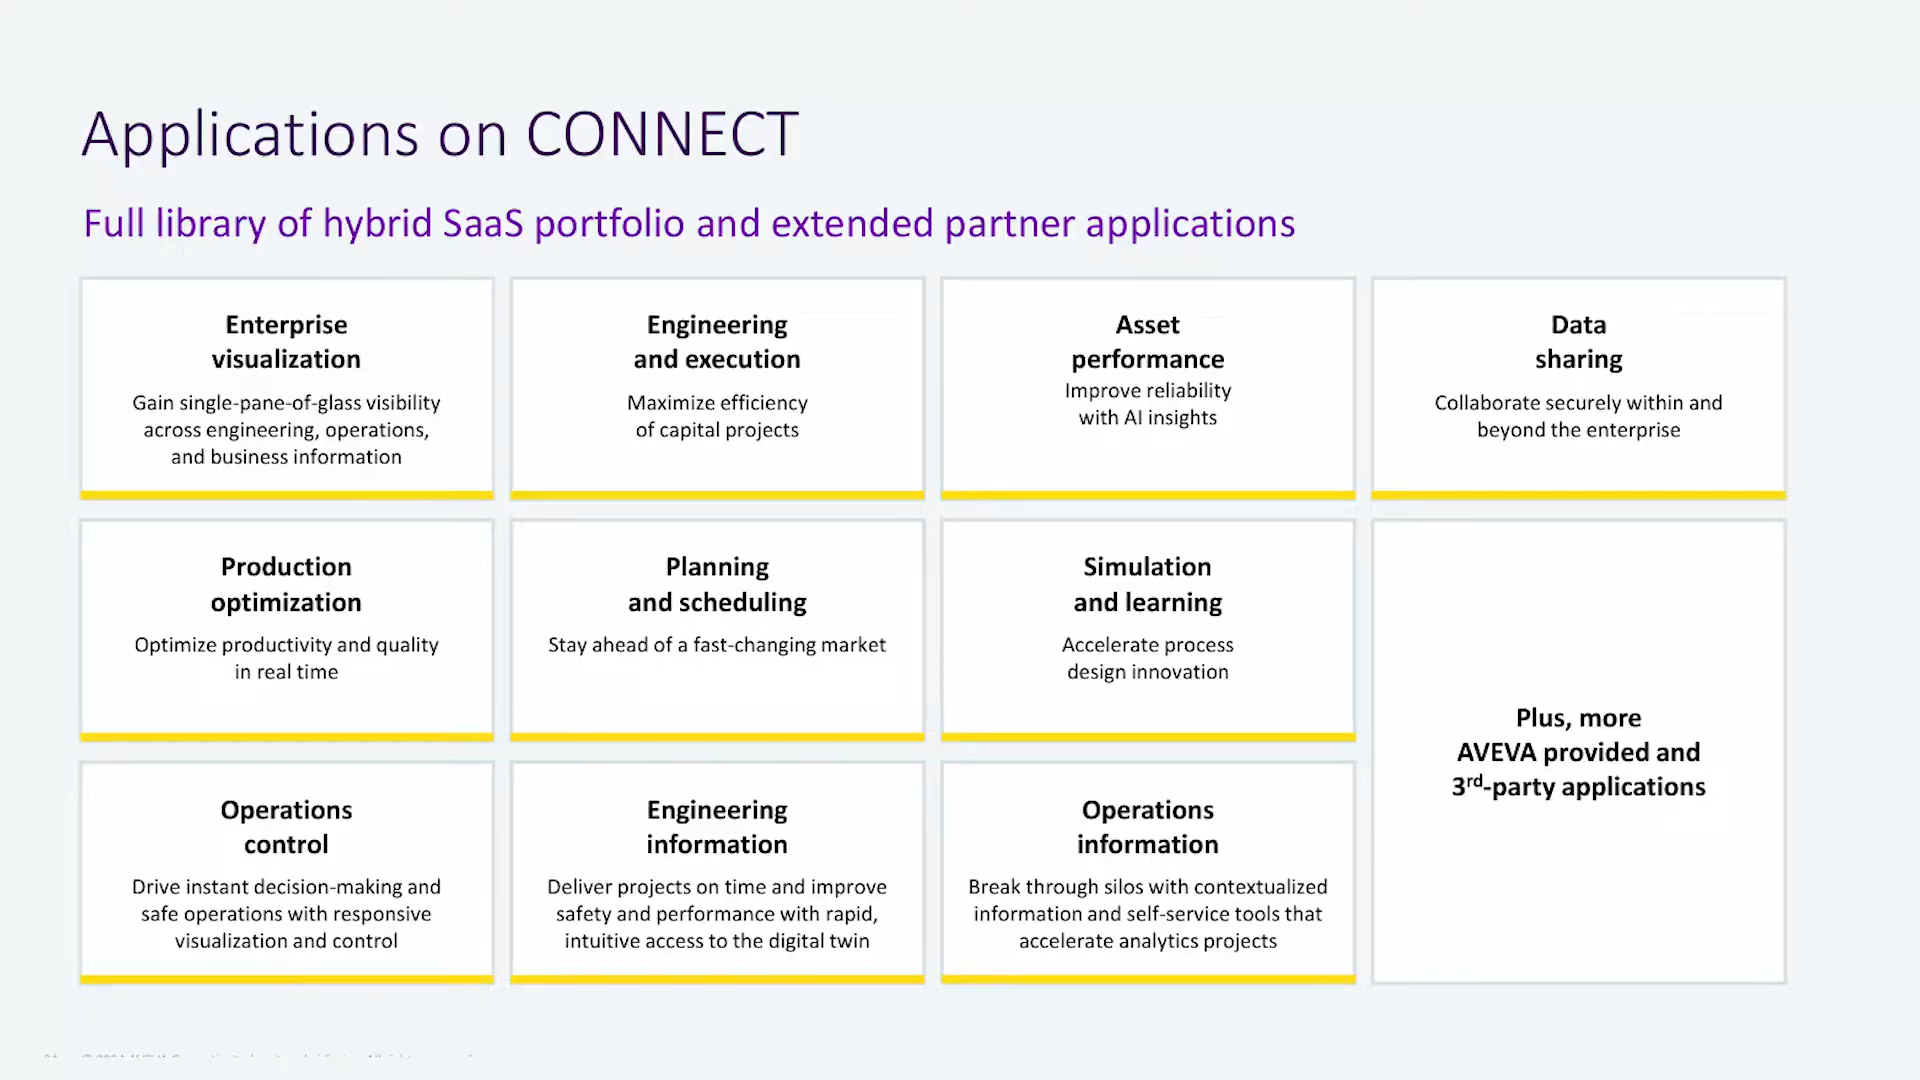 Applications on CONNECT
Full library of hybrid SaaS portfolio and extended partner applications
Enterprise
visualization
Gain single-pane-of-glass visibility
across engineering, operations,
and business information
Engineering
and execution
Maximize efficiency
of capital projects
Asset
performance
Improve reliability
with AI insights
Data
sharing
Collaborate securely within and
beyond the enterprise
Production
optimization
Optimize productivity and quality
in real time
Planning
and scheduling
Stay ahead of a fast-changing market
Simulation
and learning
Accelerate process
design innovation
Plus, more
AVEVA provided and
3rd-party applications
Operations
control
Drive instant decision-making and
safe operations with responsive
visualization and control
Engineering
information
Deliver projects on time and improve
safety and performance with rapid,
intuitive access to the digital twin
Operations
information
Break through silos with contextualized
information and self-service tools that
accelerate analytics projects